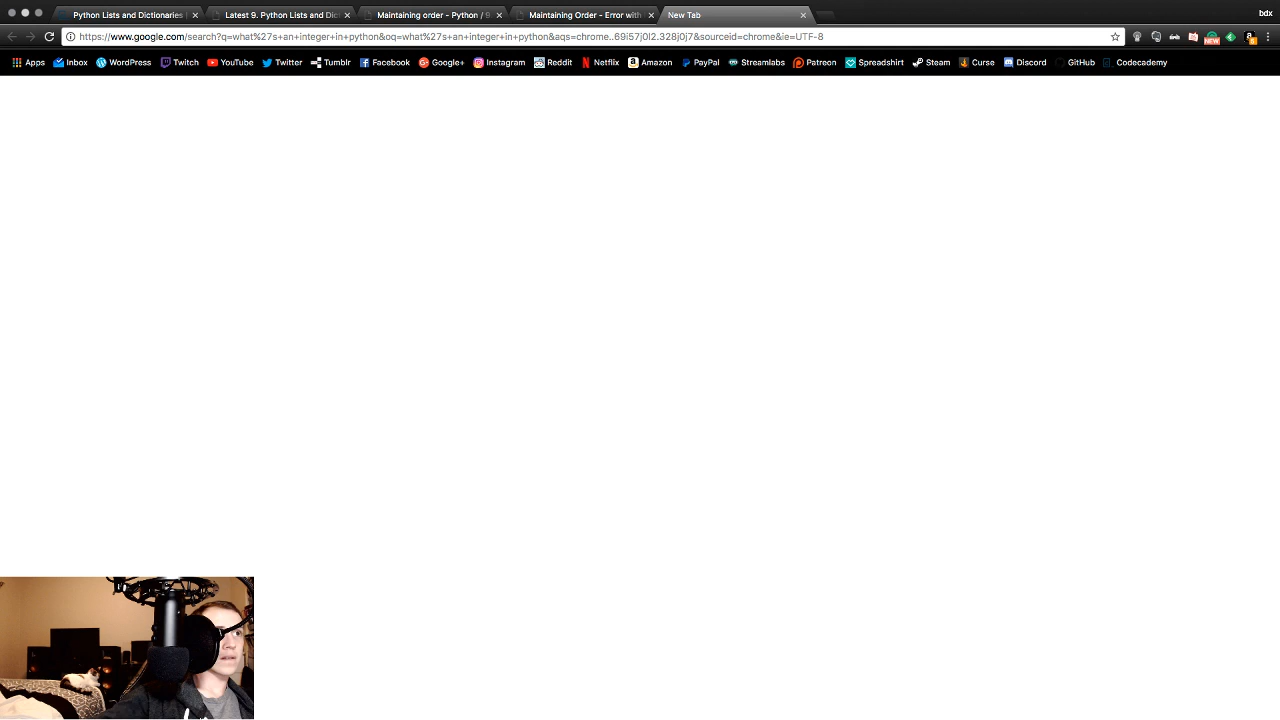 Python Lists and Dictionaries
Latest 9. Python Lists and Dic
Maintaining order - Python / 9
Maintaining Order - Error with
New Tab
bdx
https://www.google.com/search?q=what%27s+an+integer+in+python&oq=what%27s+an+integer+in+python&aqs=chrome..69i57j0l2.328j0j7&sourceid=chrome&ie=UTF-8
NEW
Apps Inbox WordPress Twitch YouTube Twitter Tumblr Facebook Google+ Instagram Reddit Netflix Amazon PayPal Streamlabs Patreon Spreadshirt Steam Curse Discord GitHub Codecademy